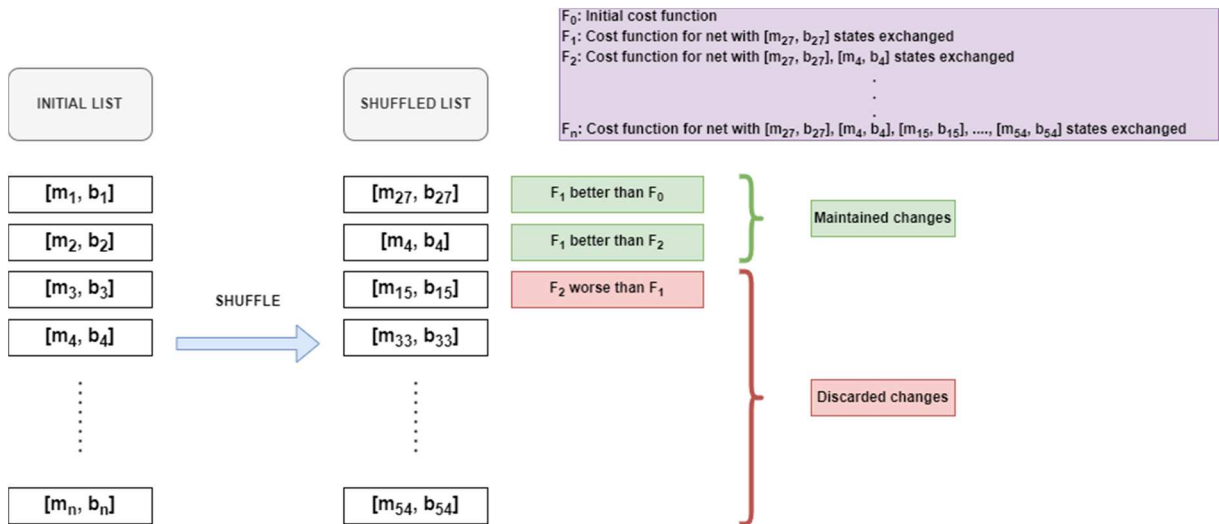 F₀: Initial cost function
F₁: Cost function for net with [m₂₇, b₂₇] states exchanged
F₂: Cost function for net with [m₂₇, b₂₇], [m₄, b₄] states exchanged
.
.
.
Fₙ: Cost function for net with [m₂₇, b₂₇], [m₄, b₄], [m₁₅, b₁₅], ...., [m₅₄, b₅₄] states exchanged
INITIAL LIST
SHUFFLED LIST
[m₁, b₁]
[m₂, b₂]
[m₃, b₃]
[m₄, b₄]
[mₙ, bₙ]
SHUFFLE
[m₂₇, b₂₇]
[m₄, b₄]
[m₁₅, b₁₅]
[m₃₃, b₃₃]
[m₅₄, b₅₄]
F₁ better than F₀
F₁ better than F₂
F₂ worse than F₁
Maintained changes
Discarded changes